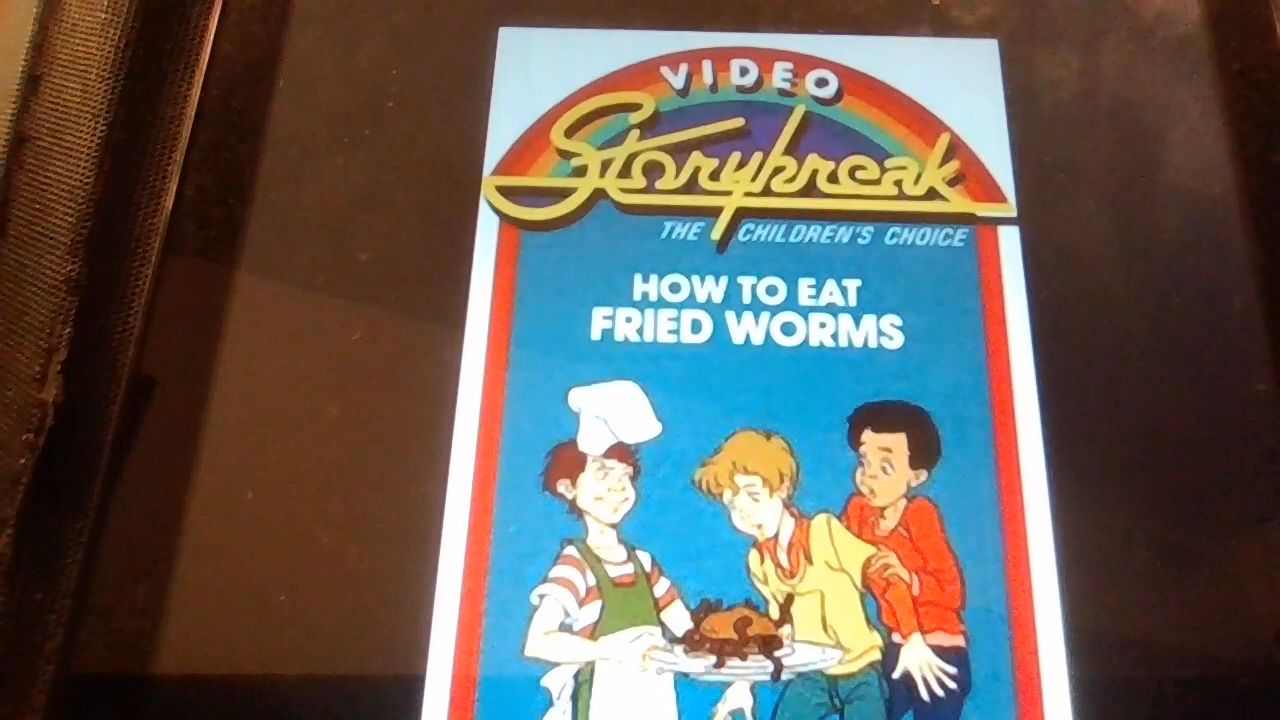 VIDEO
Storybreak
THE CHILDREN'S CHOICE
HOW TO EAT
FRIED WORMS